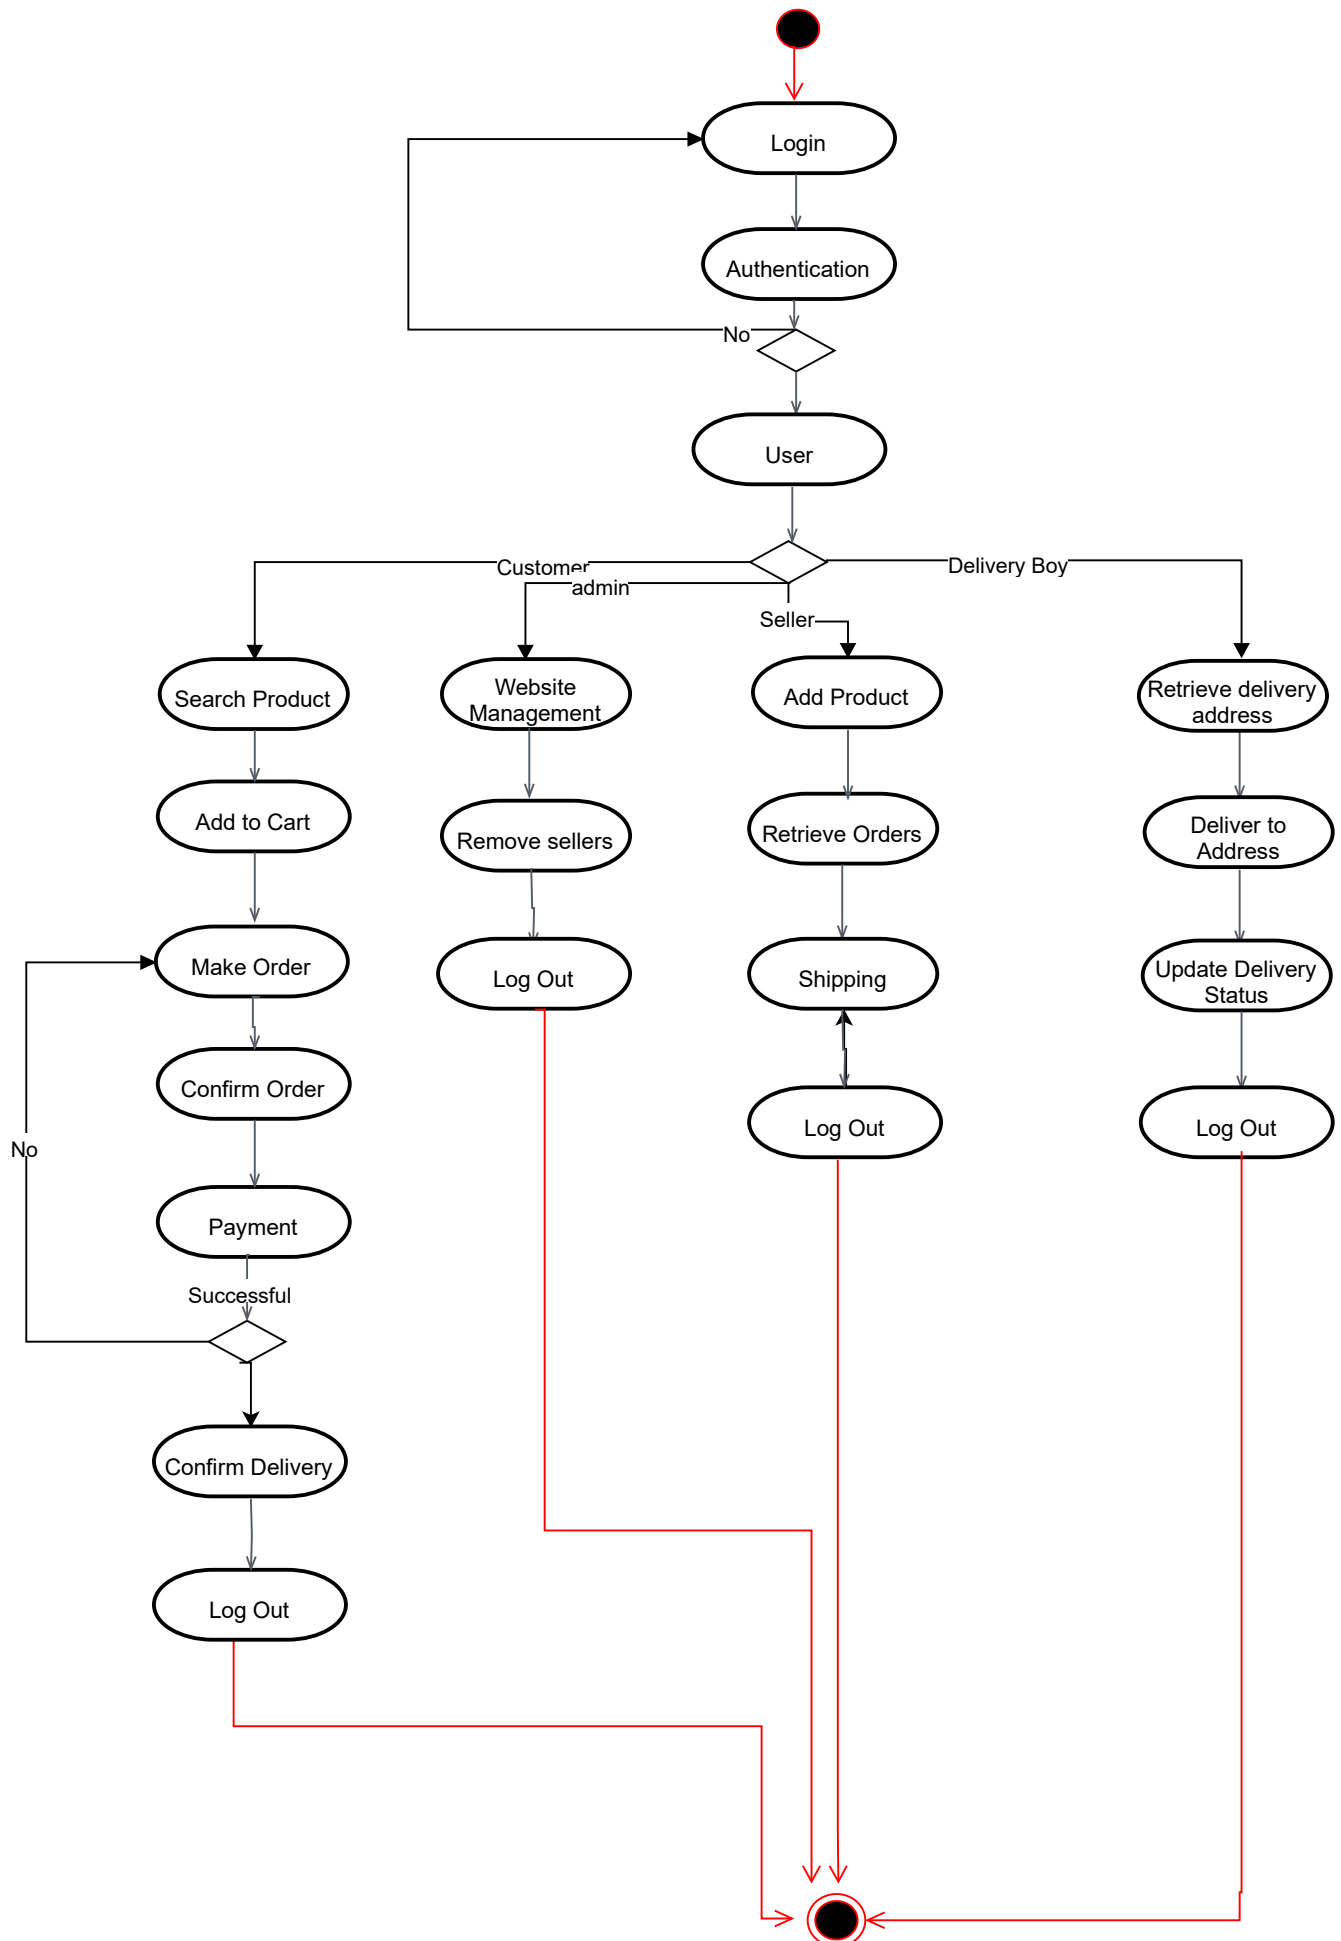 Login
Authentication
No
User
Customer
admin
Seller
Delivery Boy
Search Product
Website
Management
Add Product
Retrieve delivery
address
Add to Cart
Remove sellers
Retrieve Orders
Deliver to
Address
Make Order
Log Out
Shipping
Update Delivery
Status
Confirm Order
Log Out
Log Out
No
Payment
Successful
Confirm Delivery
Log Out